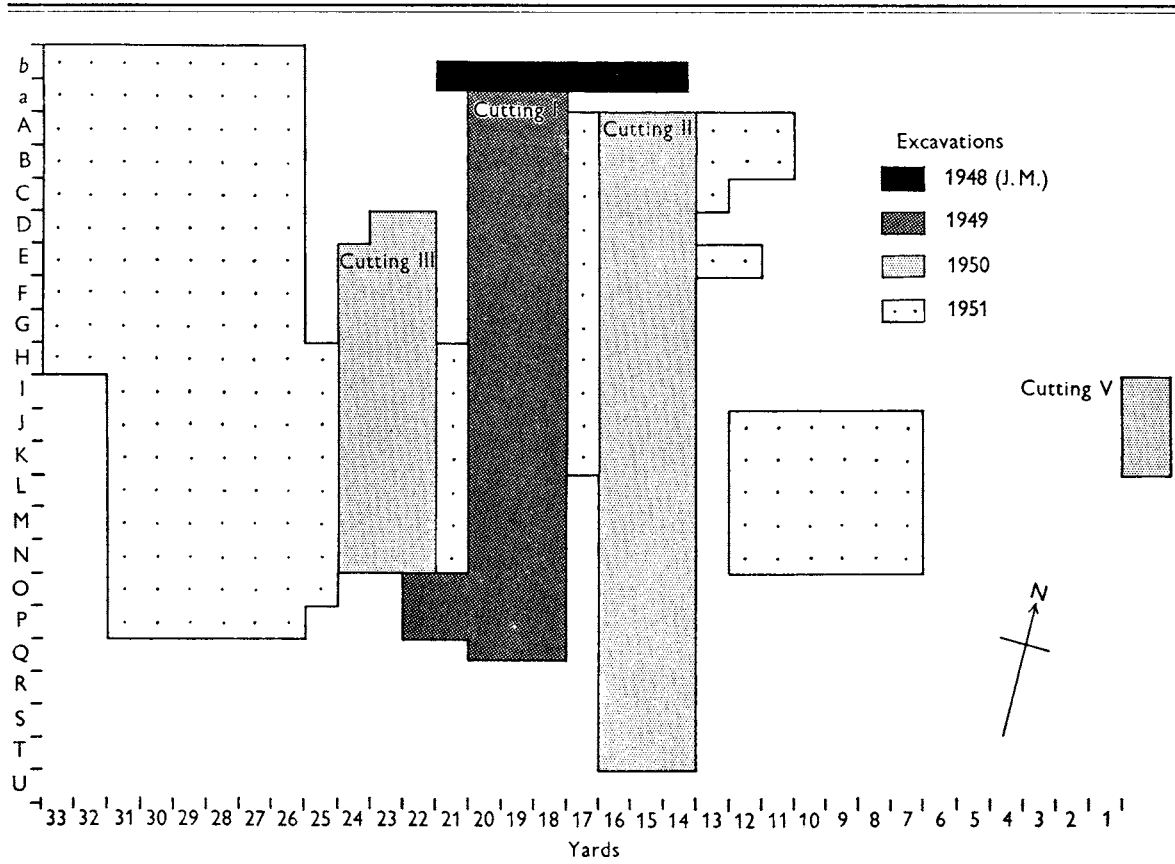 b
a
A
B
C
D
E
F
G
H
I
J
K
L
M
N
O
P
Q
R
S
T
U
Cutting I
Cutting II
Cutting III
Cutting V
Excavations
1948 (J. M.)
1949
1950
1951
N
33 32 31 30 29 28 27 26 25 24 23 22 21 20 19 18 17 16 15 14 13 12 11 10 9 8 7 6 5 4 3 2 1
Yards